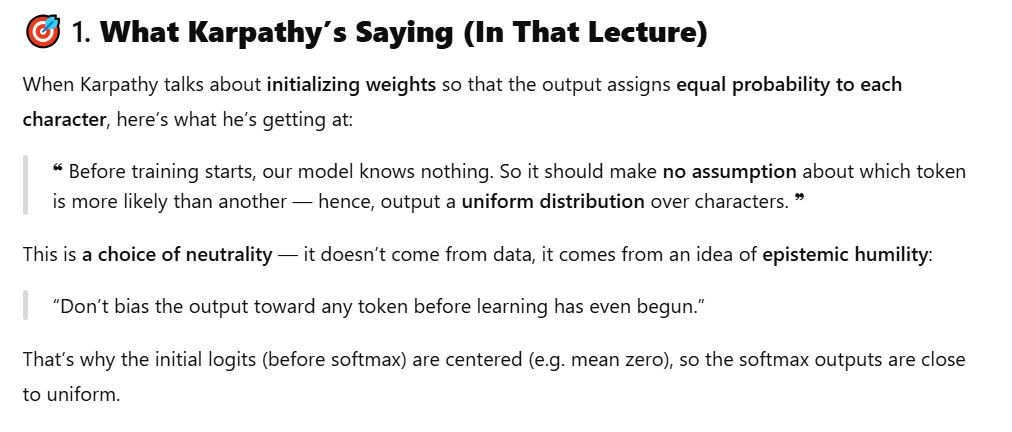 🎯 1. What Karpathy’s Saying (In That Lecture)
When Karpathy talks about initializing weights so that the output assigns equal probability to each
character, here’s what he’s getting at:
❝ Before training starts, our model knows nothing. So it should make no assumption about which token
is more likely than another — hence, output a uniform distribution over characters. ❞
This is a choice of neutrality — it doesn’t come from data, it comes from an idea of epistemic humility:
“Don’t bias the output toward any token before learning has even begun.”
That’s why the initial logits (before softmax) are centered (e.g. mean zero), so the softmax outputs are close
to uniform.